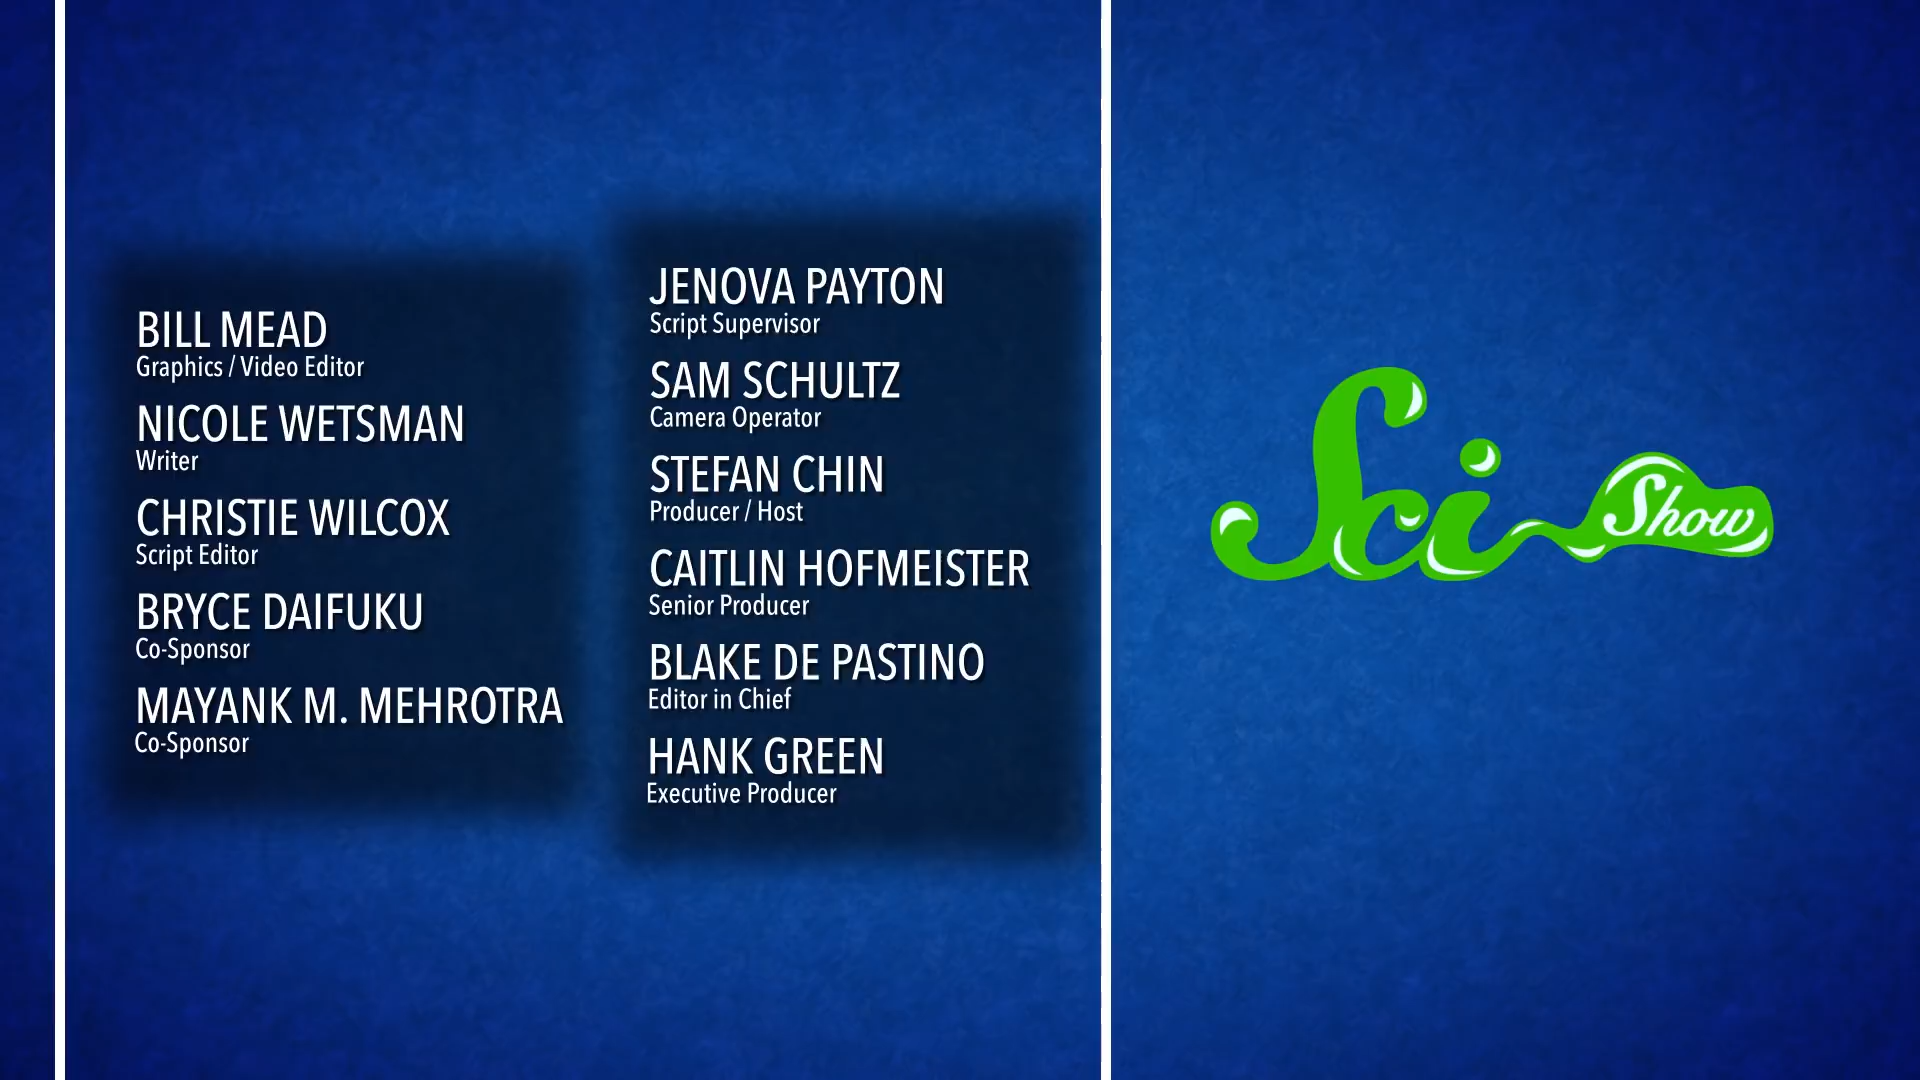 BILL MEAD
Graphics / Video Editor
NICOLE WETSMAN
Writer
CHRISTIE WILCOX
Script Editor
BRYCE DAIFUKU
Co-Sponsor
MAYANK M. MEHROTRA
Co-Sponsor
JENOVA PAYTON
Script Supervisor
SAM SCHULTZ
Camera Operator
STEFAN CHIN
Producer / Host
CAITLIN HOFMEISTER
Senior Producer
BLAKE DE PASTINO
Editor in Chief
HANK GREEN
Executive Producer
Sci Show